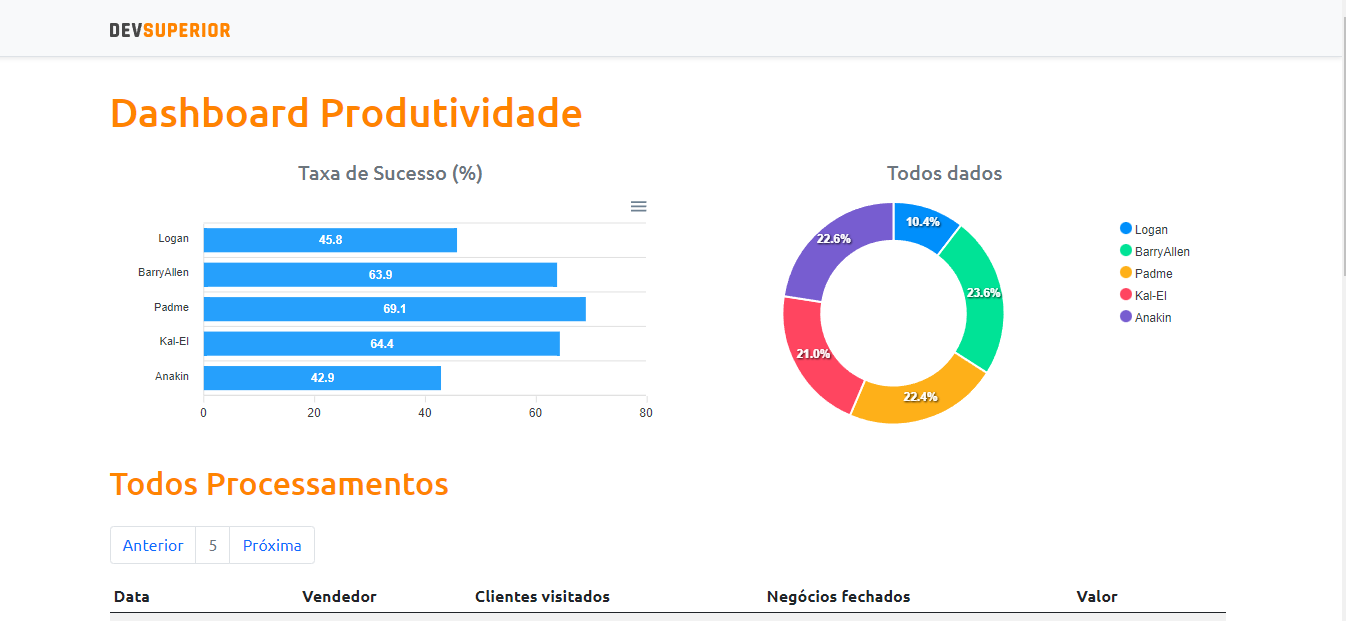 DEVSUPERIOR
Dashboard Produtividade
Taxa de Sucesso (%)
Logan 45.8
BarryAllen 63.9
Padme 69.1
Kal-El 64.4
Anakin 42.9
0 20 40 60 80
Todos dados
10.4%
23.6%
22.4%
21.0%
22.6%
Logan
BarryAllen
Padme
Kal-El
Anakin
Todos Processamentos
Anterior 5 Próxima
Data Vendedor Clientes visitados Negócios fechados Valor